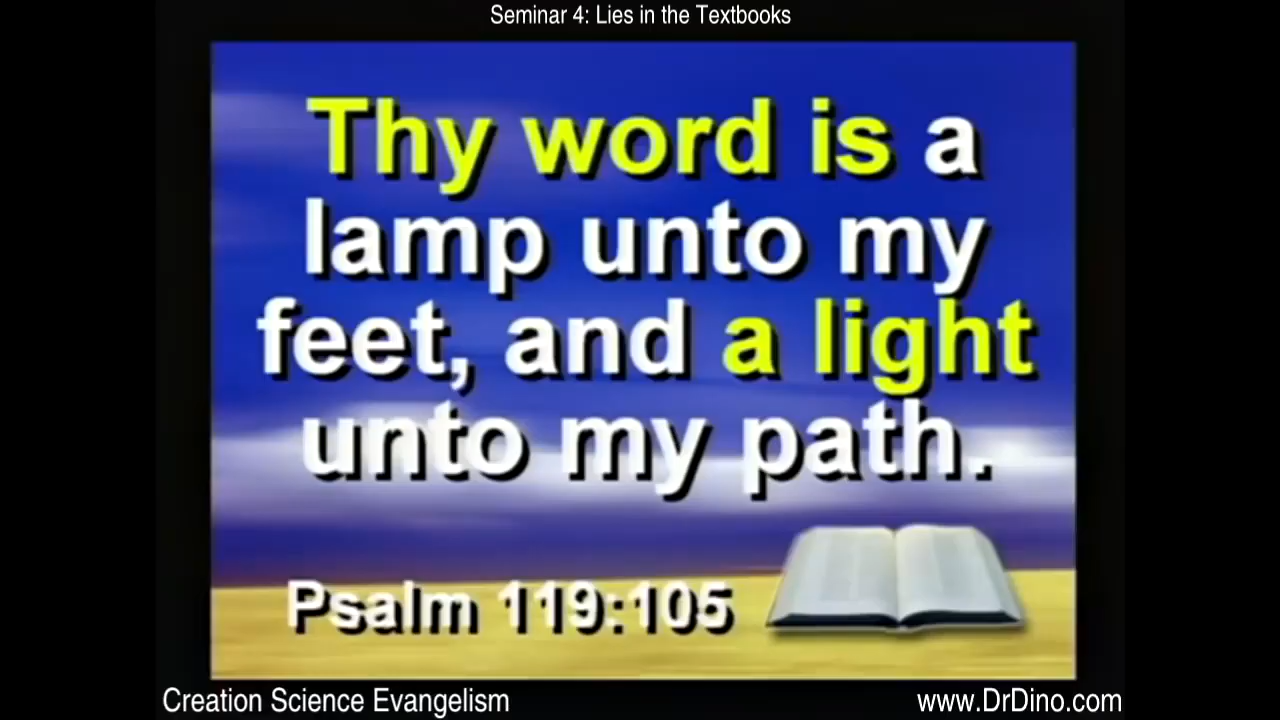 Seminar 4: Lies in the Textbooks
Thy word is a
lamp unto my
feet, and a light
unto my path.
Psalm 119:105
Creation Science Evangelism
www.DrDino.com